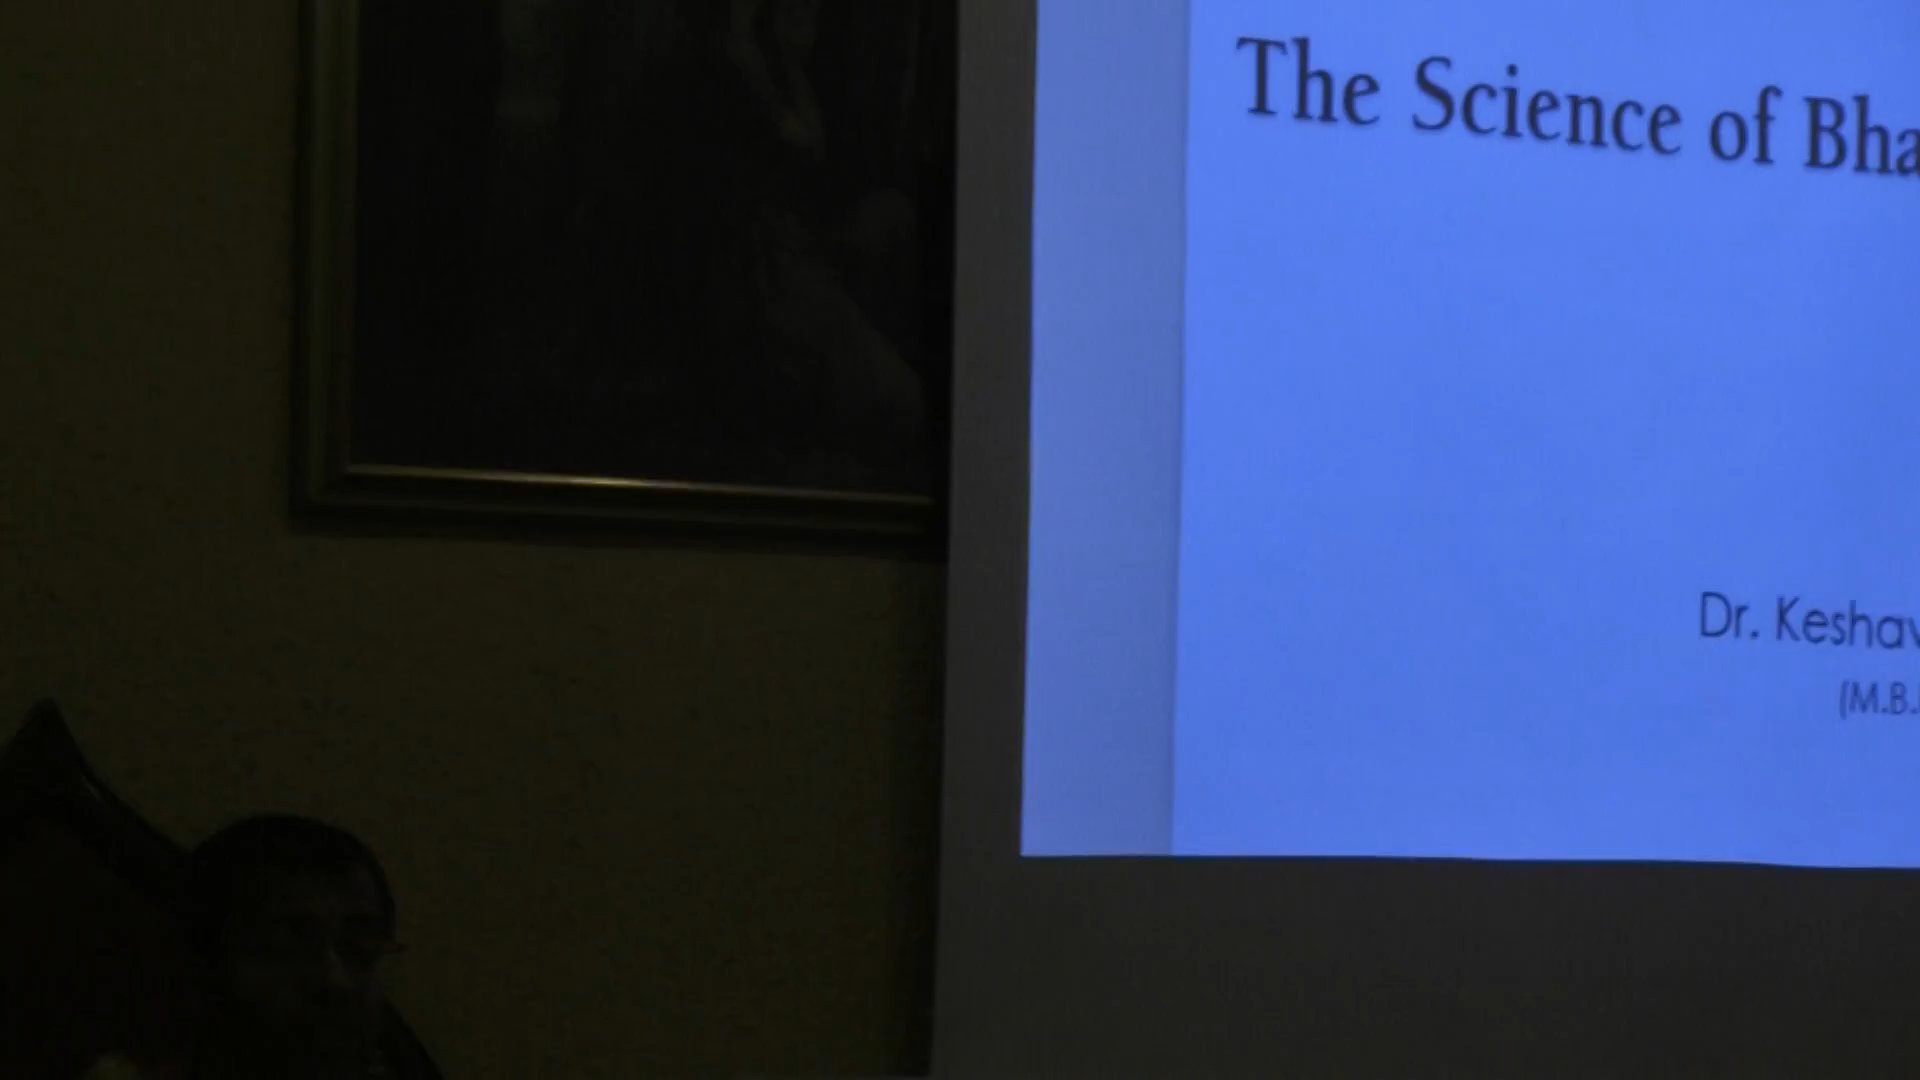 The Science of Bha
Dr. Keshav
(M.B.